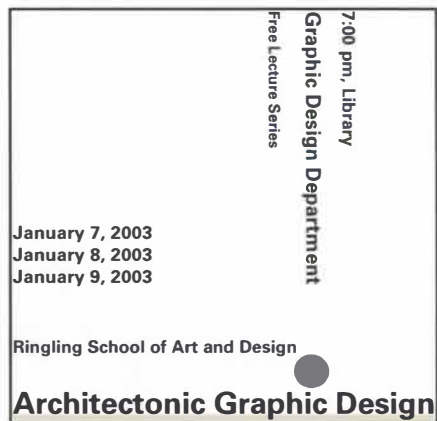 7:00 pm, Library
Graphic Design Department
Free Lecture Series
January 7, 2003
January 8, 2003
January 9, 2003
Ringling School of Art and Design
Architectonic Graphic Design